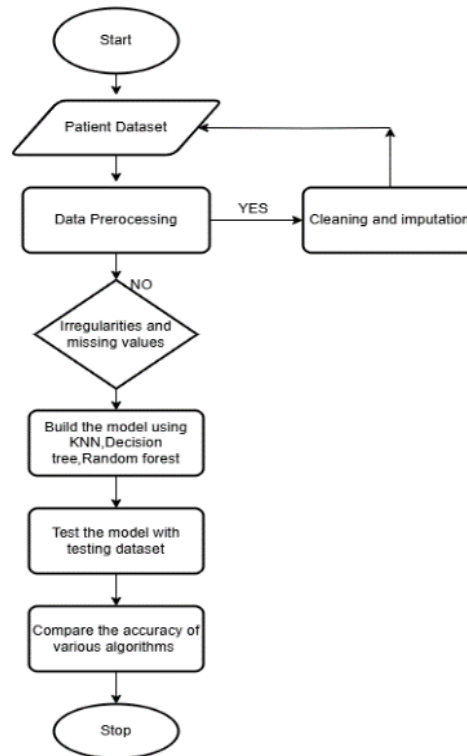 Start
Patient Dataset
Data Prerocessing
YES
Cleaning and imputation
NO
Irregularities and
missing values
Build the model using
KNN,Decision
tree,Random forest
Test the model with
testing dataset
Compare the accuracy of
various algorithms
Stop